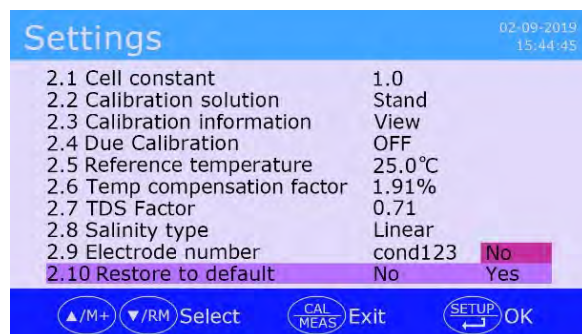 Settings
02-09-2019
15:44:45
2.1 Cell constant 1.0
2.2 Calibration solution Stand
2.3 Calibration information View
2.4 Due Calibration OFF
2.5 Reference temperature 25.0°C
2.6 Temp compensation factor 1.91%
2.7 TDS Factor 0.71
2.8 Salinity type Linear
2.9 Electrode number cond123 No
2.10 Restore to default No Yes
▲/M+ ▼/RM Select CAL MEAS Exit SETUP OK